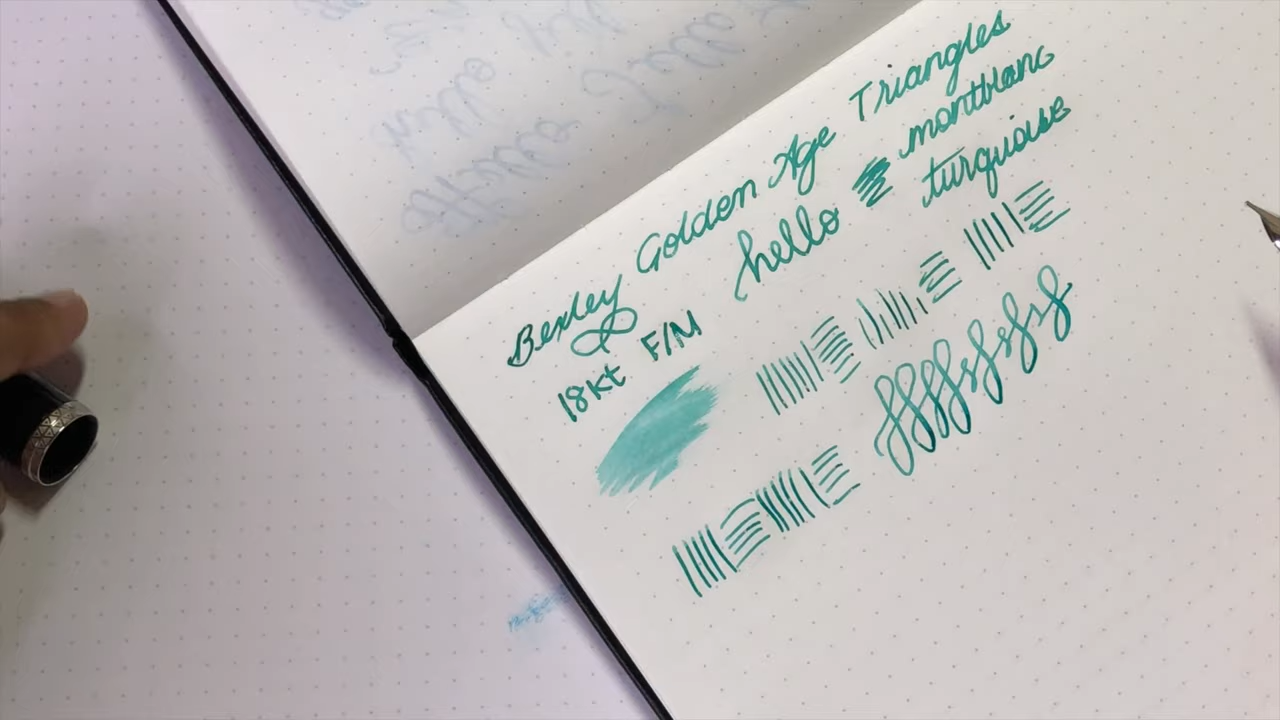 Bexley Golden Age Triangles
18kt F/M hello montblanc
turquoise